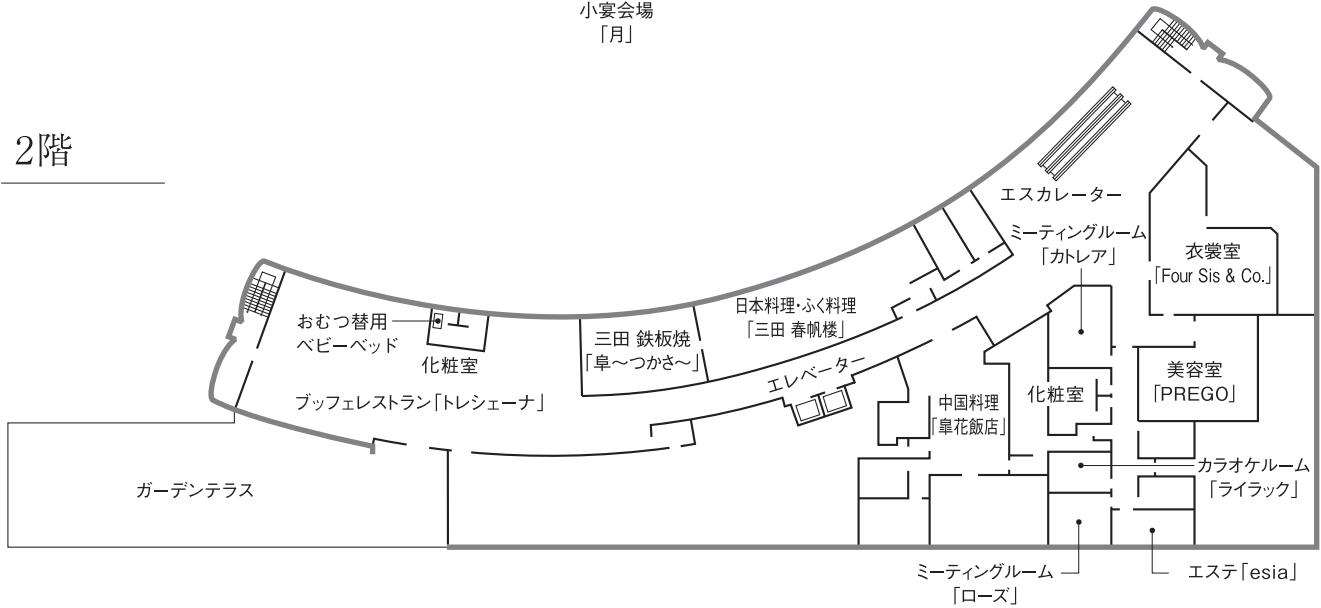 小宴会場
「月」
2階
エスカレーター
ミーティングルーム
「カトレア」
衣裳室
「Four Sis & Co.」
おむつ替用
ベビーベッド
化粧室
三田 鉄板焼
「阜〜つかさ〜」
日本料理・ふく料理
「三田 春帆楼」
エレベーター
美容室
「PREGO」
ブッフェレストラン「トレシェーナ」
中国料理
「皐花飯店」
化粧室
ガーデンテラス
カラオケルーム
「ライラック」
ミーティングルーム
「ローズ」
エステ「esia」